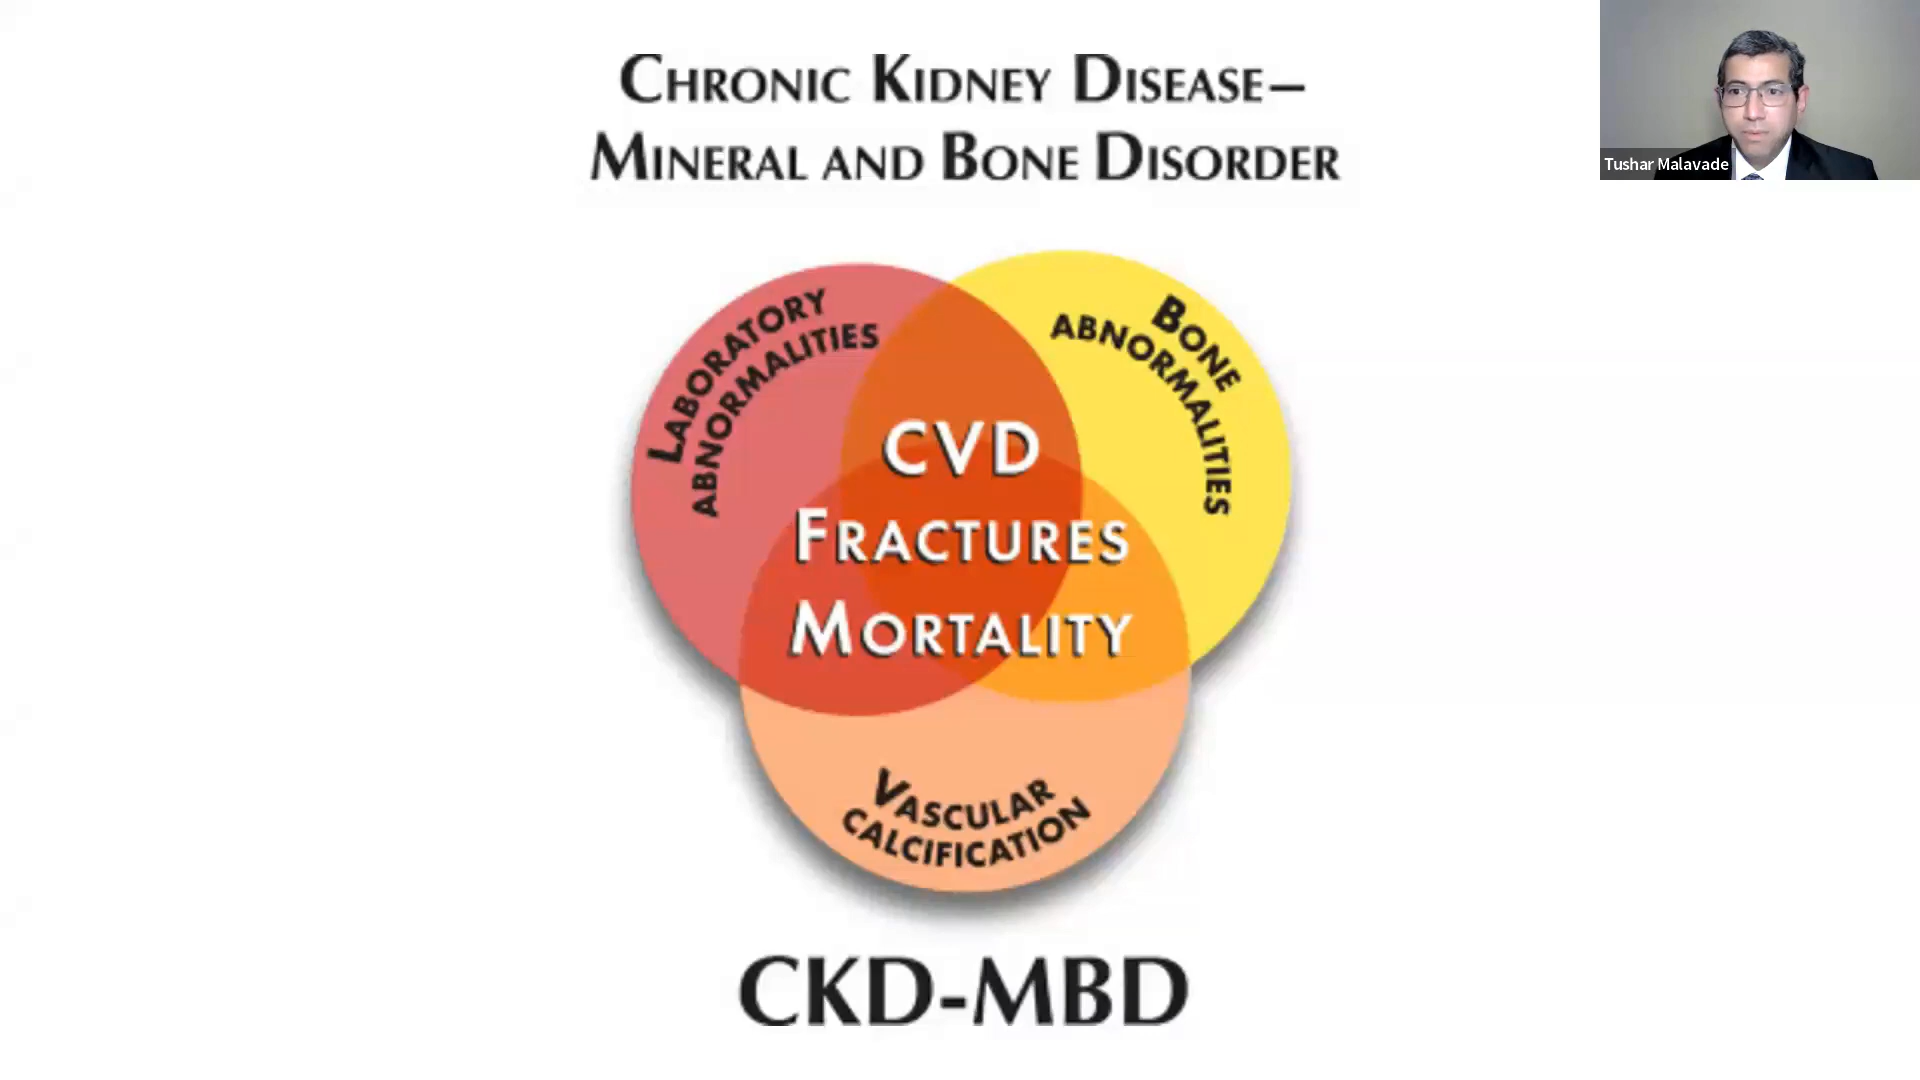 CHRONIC KIDNEY DISEASE–
MINERAL AND BONE DISORDER
Tushar Malavade
LABORATORY
ABNORMALITIES
BONE
ABNORMALITIES
CVD
FRACTURES
MORTALITY
VASCULAR
CALCIFICATION
CKD-MBD